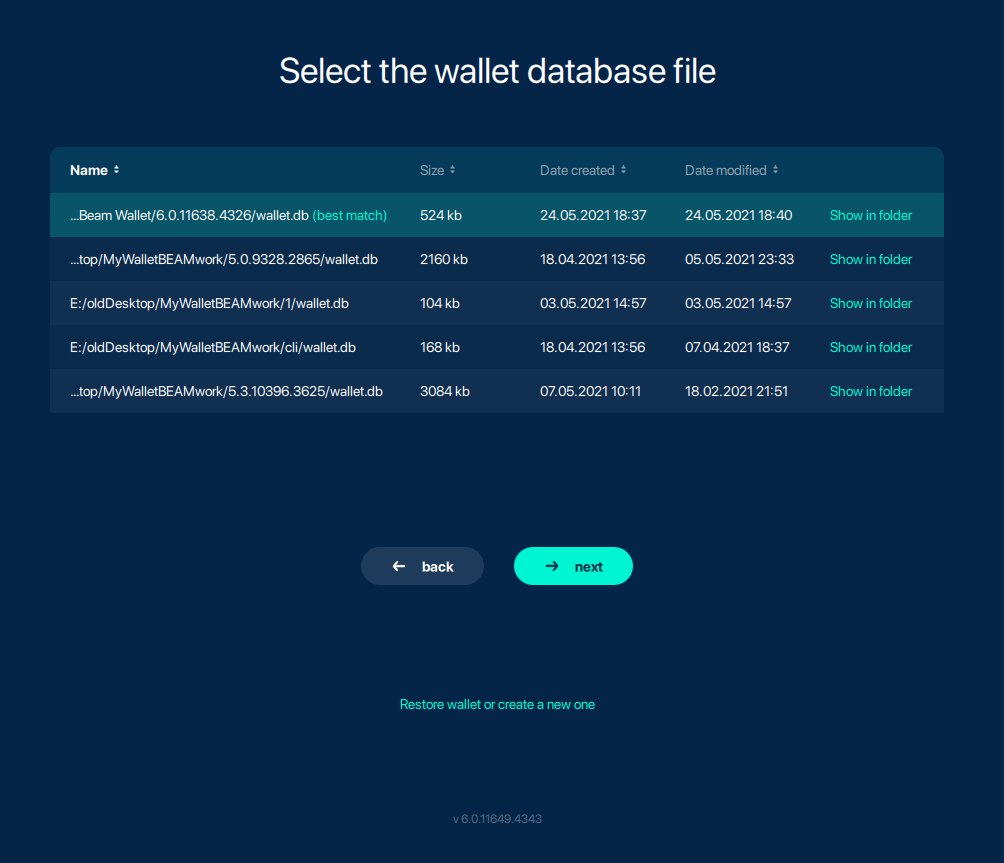 Select the wallet database file
Name Size Date created Date modified
...Beam Wallet/6.0.11638.4326/wallet.db (best match) 524 kb 24.05.2021 18:37 24.05.2021 18:40 Show in folder
...top/MyWalletBEAMwork/5.0.9328.2865/wallet.db 2160 kb 18.04.2021 13:56 05.05.2021 23:33 Show in folder
E:/oldDesktop/MyWalletBEAMwork/1/wallet.db 104 kb 03.05.2021 14:57 03.05.2021 14:57 Show in folder
E:/oldDesktop/MyWalletBEAMwork/cli/wallet.db 168 kb 18.04.2021 13:56 07.04.2021 18:37 Show in folder
...top/MyWalletBEAMwork/5.3.10396.3625/wallet.db 3084 kb 07.05.2021 10:11 18.02.2021 21:51 Show in folder
back next
Restore wallet or create a new one
v 6.0.11649.4343